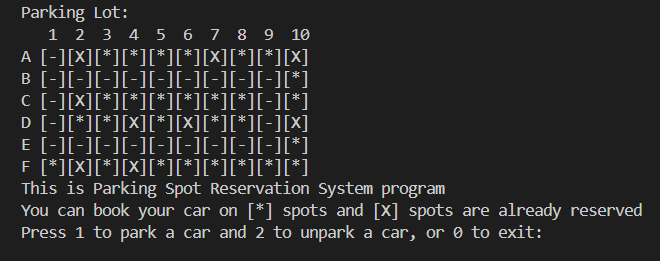 Parking Lot:
   1  2  3  4  5  6  7  8  9  10
A [-][X][*][*][*][*][X][*][*][X]
B [-][-][-][-][-][-][-][-][-][*]
C [-][X][*][*][*][*][*][*][-][*]
D [-][*][*][X][*][X][*][*][-][X]
E [-][-][-][-][-][-][-][-][-][*]
F [*][X][*][X][*][*][*][*][*][*]
This is Parking Spot Reservation System program
You can book your car on [*] spots and [X] spots are already reserved
Press 1 to park a car and 2 to unpark a car, or 0 to exit: